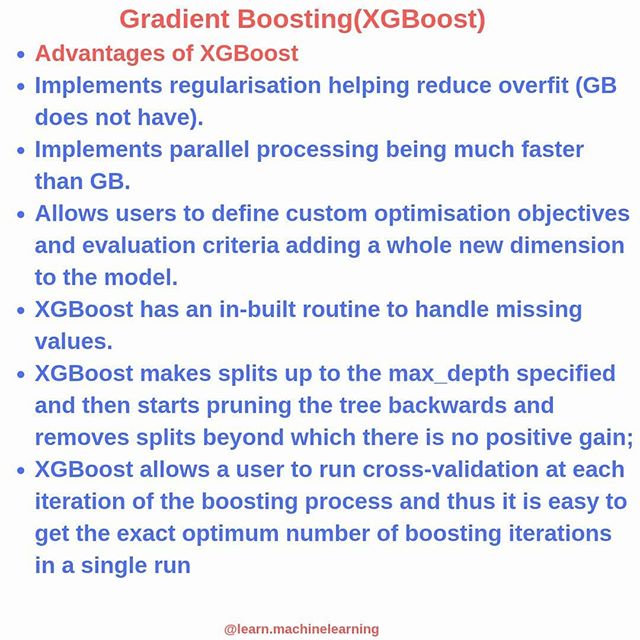 Gradient Boosting(XGBoost)
• Advantages of XGBoost
• Implements regularisation helping reduce overfit (GB
does not have).
• Implements parallel processing being much faster
than GB.
• Allows users to define custom optimisation objectives
and evaluation criteria adding a whole new dimension
to the model.
• XGBoost has an in-built routine to handle missing
values.
• XGBoost makes splits up to the max_depth specified
and then starts pruning the tree backwards and
removes splits beyond which there is no positive gain;
• XGBoost allows a user to run cross-validation at each
iteration of the boosting process and thus it is easy to
get the exact optimum number of boosting iterations
in a single run
@learn.machinelearning